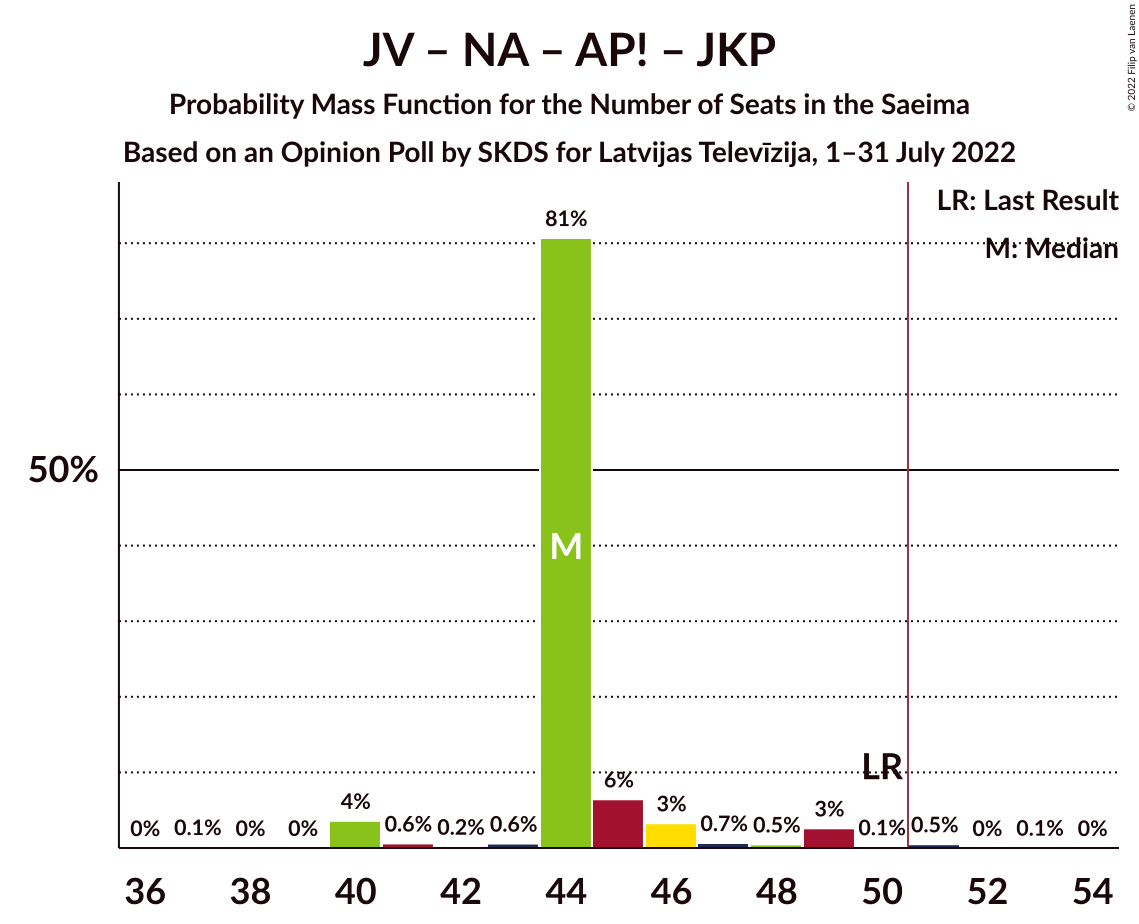 JV – NA – AP! – JKP
Probability Mass Function for the Number of Seats in the Saeima
Based on an Opinion Poll by SKDS for Latvijas Televīzija, 1–31 July 2022
© 2022 Filip van Laenen
LR: Last Result
M: Median
50%
81%
M
LR
0% 0.1% 0% 0% 4% 0.6% 0.2% 0.6% 6% 3% 0.7% 0.5% 3% 0.1% 0.5% 0% 0.1% 0%
36 38 40 42 44 46 48 50 52 54